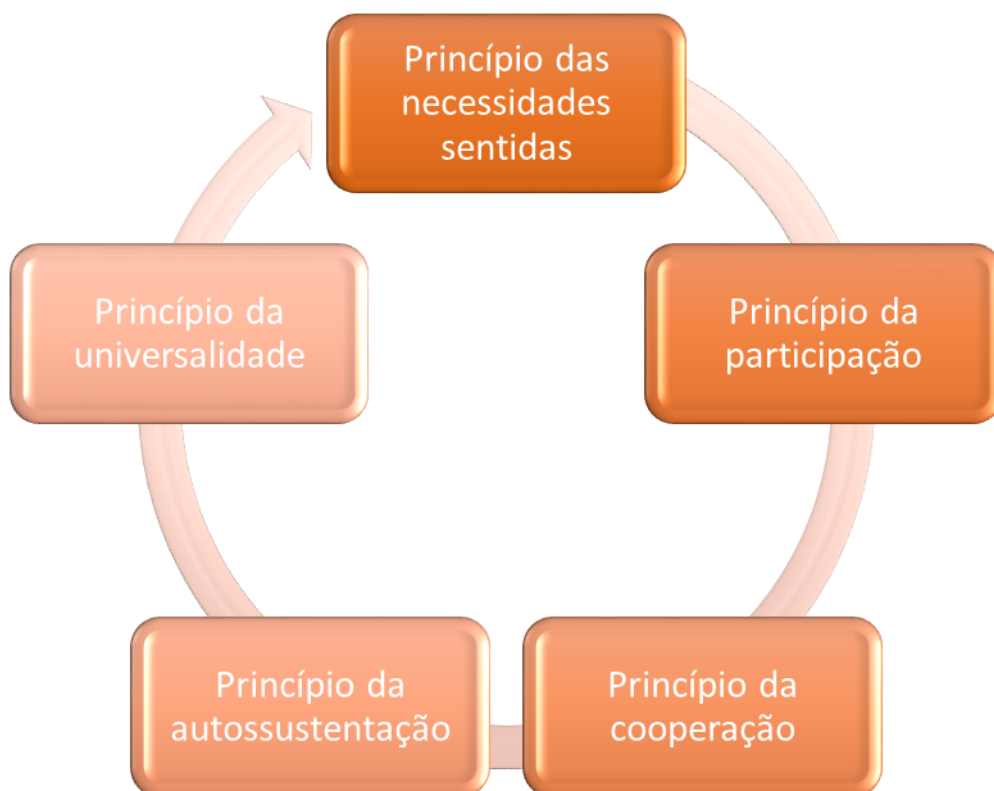 Princípio das
necessidades
sentidas
Princípio da
participação
Princípio da
cooperação
Princípio da
autossustentação
Princípio da
universalidade